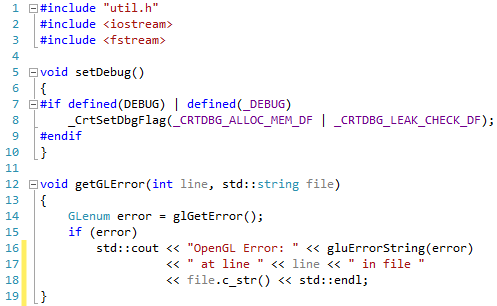 1 #include "util.h"
2 #include <iostream>
3 #include <fstream>
4
5 void setDebug()
6 {
7 #if defined(DEBUG) | defined(_DEBUG)
8     _CrtSetDbgFlag(_CRTDBG_ALLOC_MEM_DF | _CRTDBG_LEAK_CHECK_DF);
9 #endif
10 }
11
12 void getGLError(int line, std::string file)
13 {
14     GLenum error = glGetError();
15     if (error)
16         std::cout << "OpenGL Error: " << gluErrorString(error)
17                   << " at line " << line << " in file "
18                   << file.c_str() << std::endl;
19 }